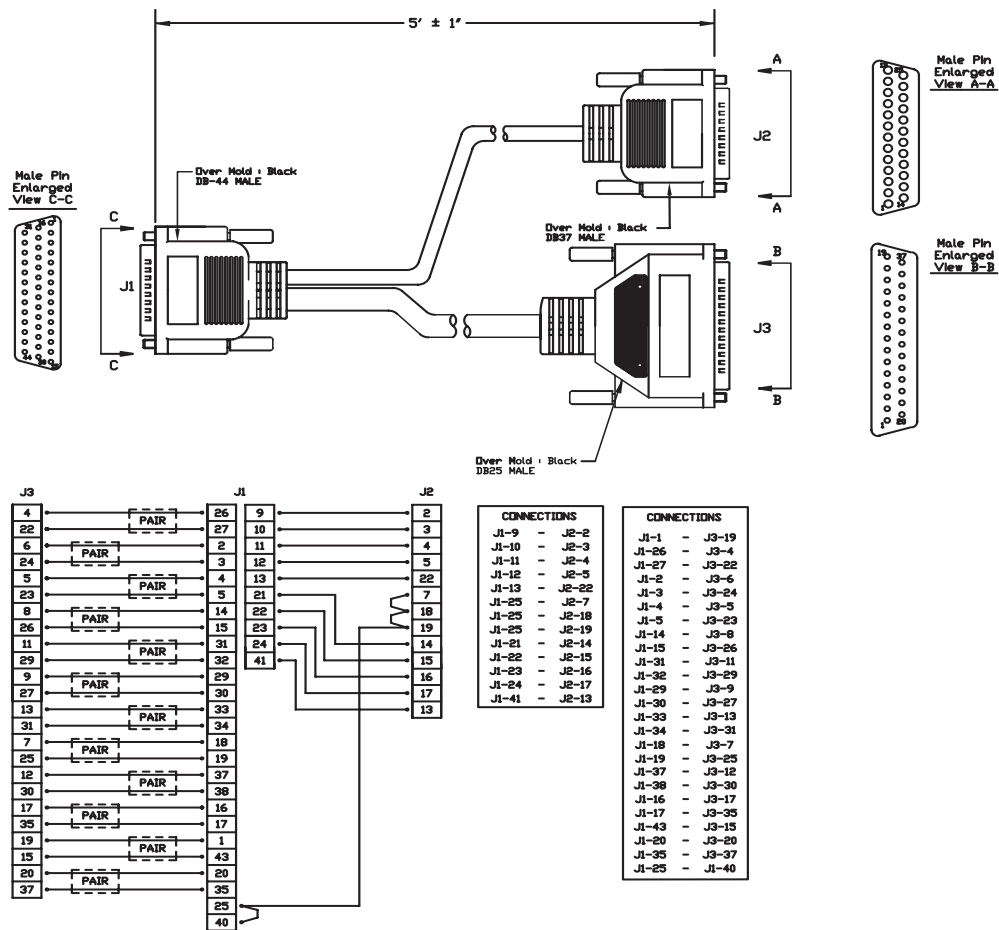 5' ± 1"
A
Male Pin
Enlarged
View A-A
J2
Over Mold : Black
DB-44 MALE
Male Pin
Enlarged
View C-C
C
J1
C
A
14
Over Mold : Black
DB37 MALE
B
Male Pin
Enlarged
View B-B
19
37
J3
B
1
Over Mold : Black
DB25 MALE
J3
J1
J2
4 PAIR 26
22 27
6 PAIR 2
24 3
5 PAIR 4
23 5
8 PAIR 14
26 15
11 PAIR 31
29 32
9 PAIR 29
27 30
13 PAIR 33
31 34
7 PAIR 18
25 19
12 PAIR 37
30 38
17 PAIR 16
35 17
19 PAIR 1
15 43
20 PAIR 20
37 35
25
40
9 2
10 3
11 4
12 5
13 22
21 7
22 18
23 19
24 14
41 15
16
17
13
CONNECTIONS
J1-9 - J2-2
J1-10 - J2-3
J1-11 - J2-4
J1-12 - J2-5
J1-13 - J2-22
J1-25 - J2-7
J1-25 - J2-18
J1-25 - J2-19
J1-21 - J2-14
J1-22 - J2-15
J1-23 - J2-16
J1-24 - J2-17
J1-41 - J2-13
CONNECTIONS
J1-1 - J3-19
J1-26 - J3-4
J1-27 - J3-22
J1-2 - J3-6
J1-3 - J3-24
J1-4 - J3-5
J1-5 - J3-23
J1-14 - J3-8
J1-15 - J3-26
J1-31 - J3-11
J1-32 - J3-29
J1-29 - J3-9
J1-30 - J3-27
J1-33 - J3-13
J1-34 - J3-31
J1-18 - J3-7
J1-19 - J3-25
J1-37 - J3-12
J1-38 - J3-30
J1-16 - J3-17
J1-17 - J3-35
J1-43 - J3-15
J1-20 - J3-20
J1-35 - J3-37
J1-25 - J1-40